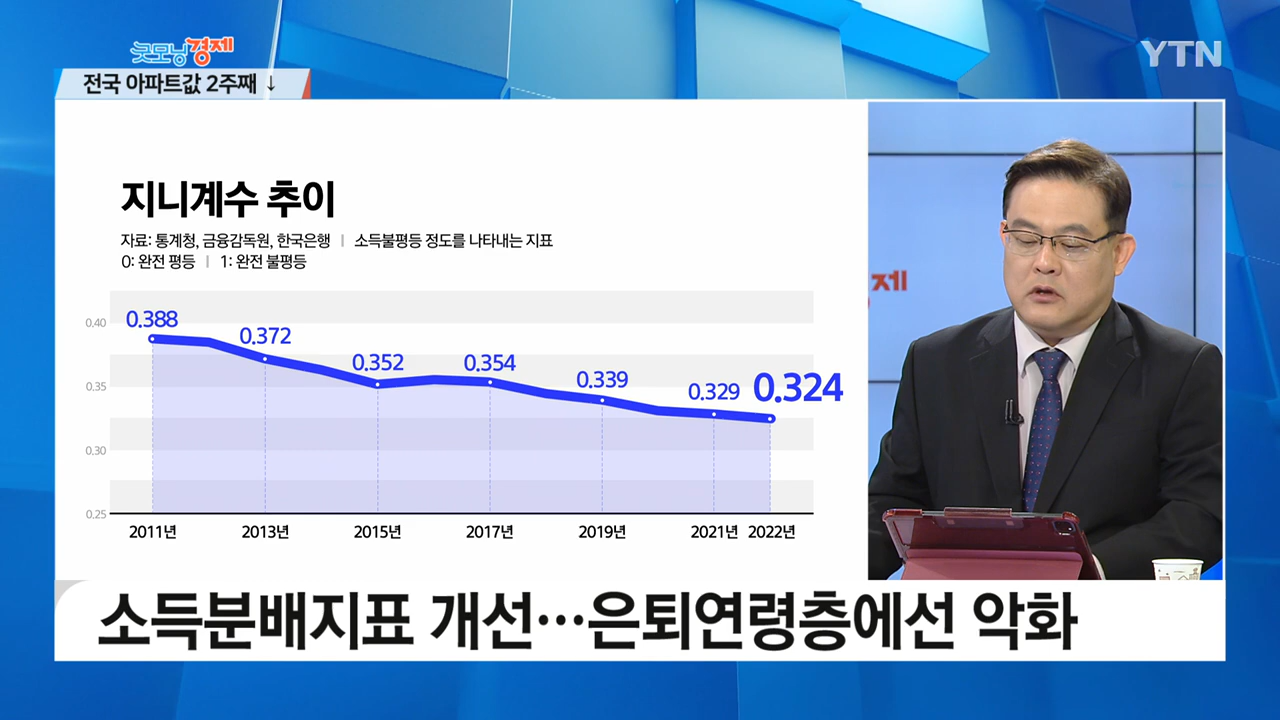 굿모닝경제
YTN
전국 아파트값 2주째 ↓
지니계수 추이
자료: 통계청, 금융감독원, 한국은행 | 소득불평등 정도를 나타내는 지표
0: 완전 평등 | 1: 완전 불평등
0.40
0.35
0.30
0.25
0.388
0.372
0.352
0.354
0.339
0.329
0.324
2011년
2013년
2015년
2017년
2019년
2021년
2022년
제
소득분배지표 개선…은퇴연령층에선 악화